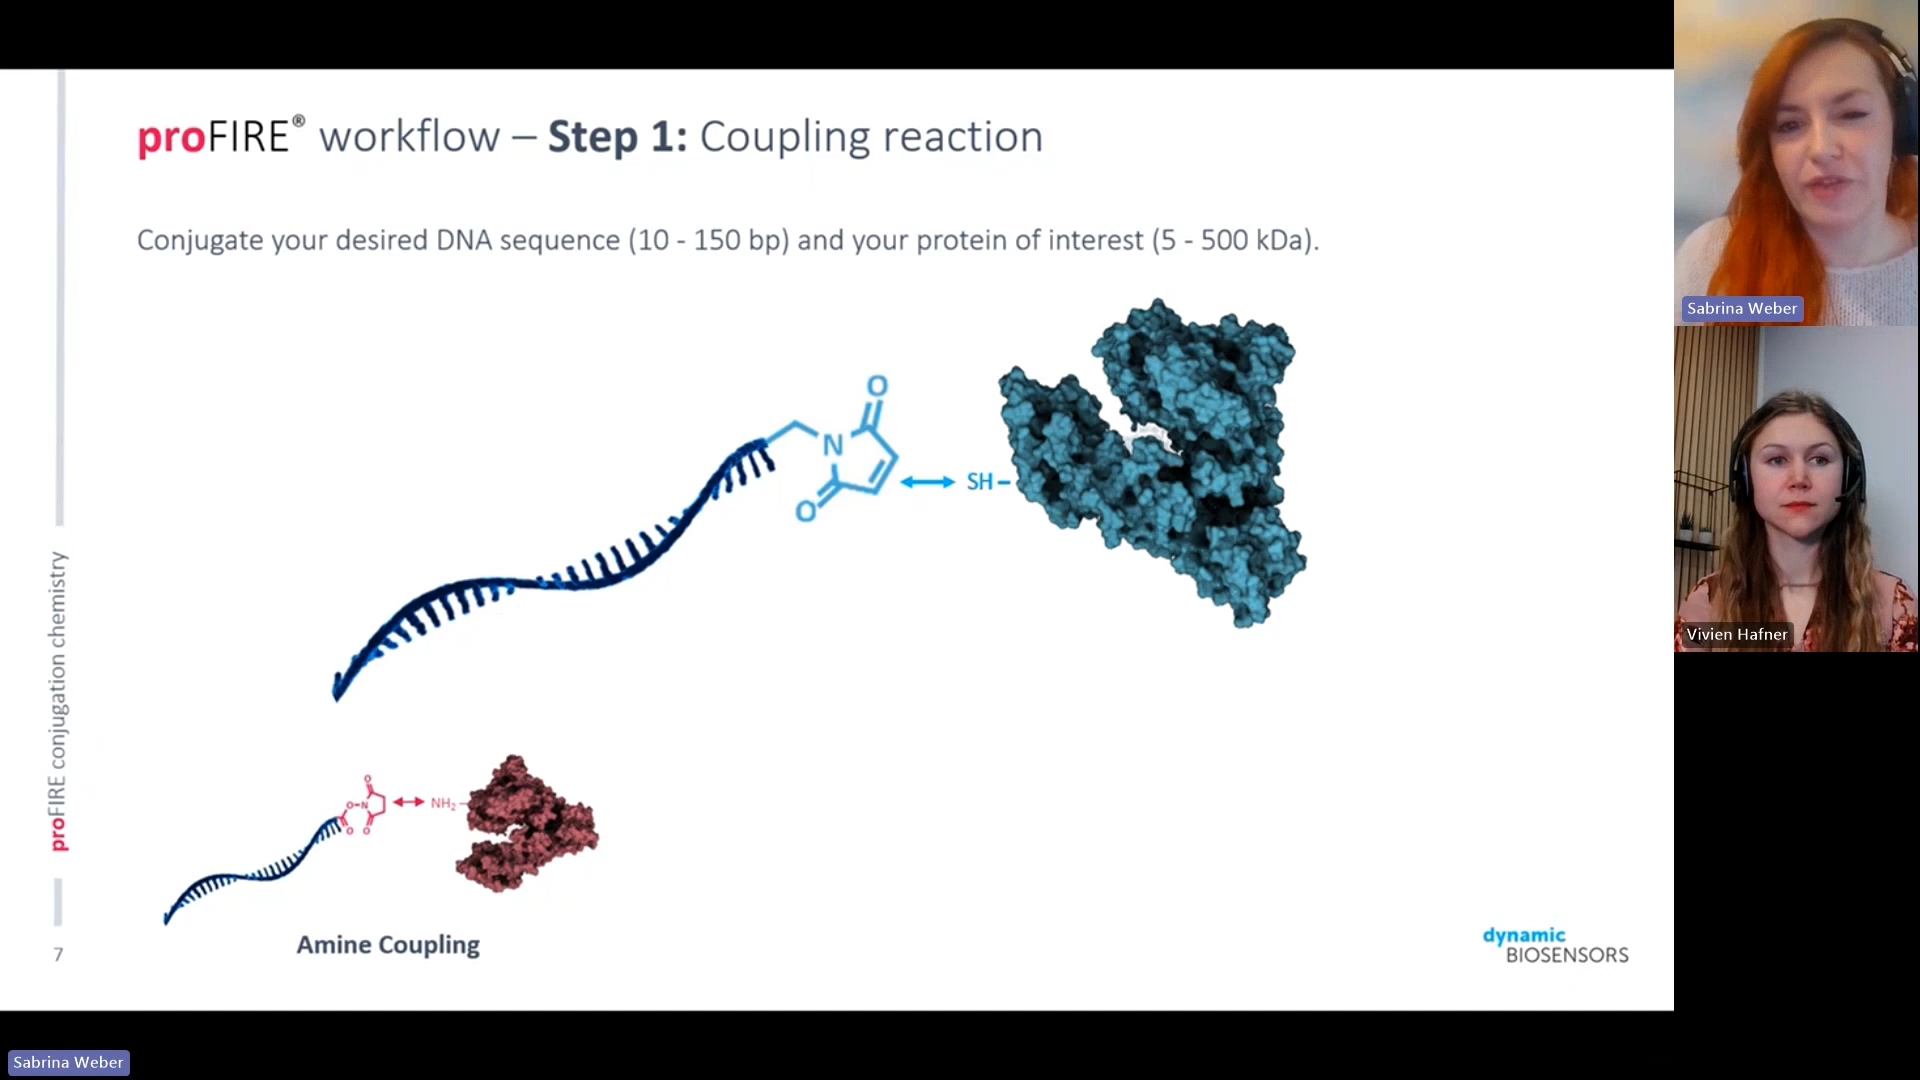 proFIRE® workflow – Step 1: Coupling reaction
Conjugate your desired DNA sequence (10 - 150 bp) and your protein of interest (5 - 500 kDa).
O
N
O
SH
O
O
N
O
O
NH₂
Amine Coupling
proFIRE conjugation chemistry
7
dynamic
BIOSENSORS
Sabrina Weber
Vivien Hafner
Sabrina Weber